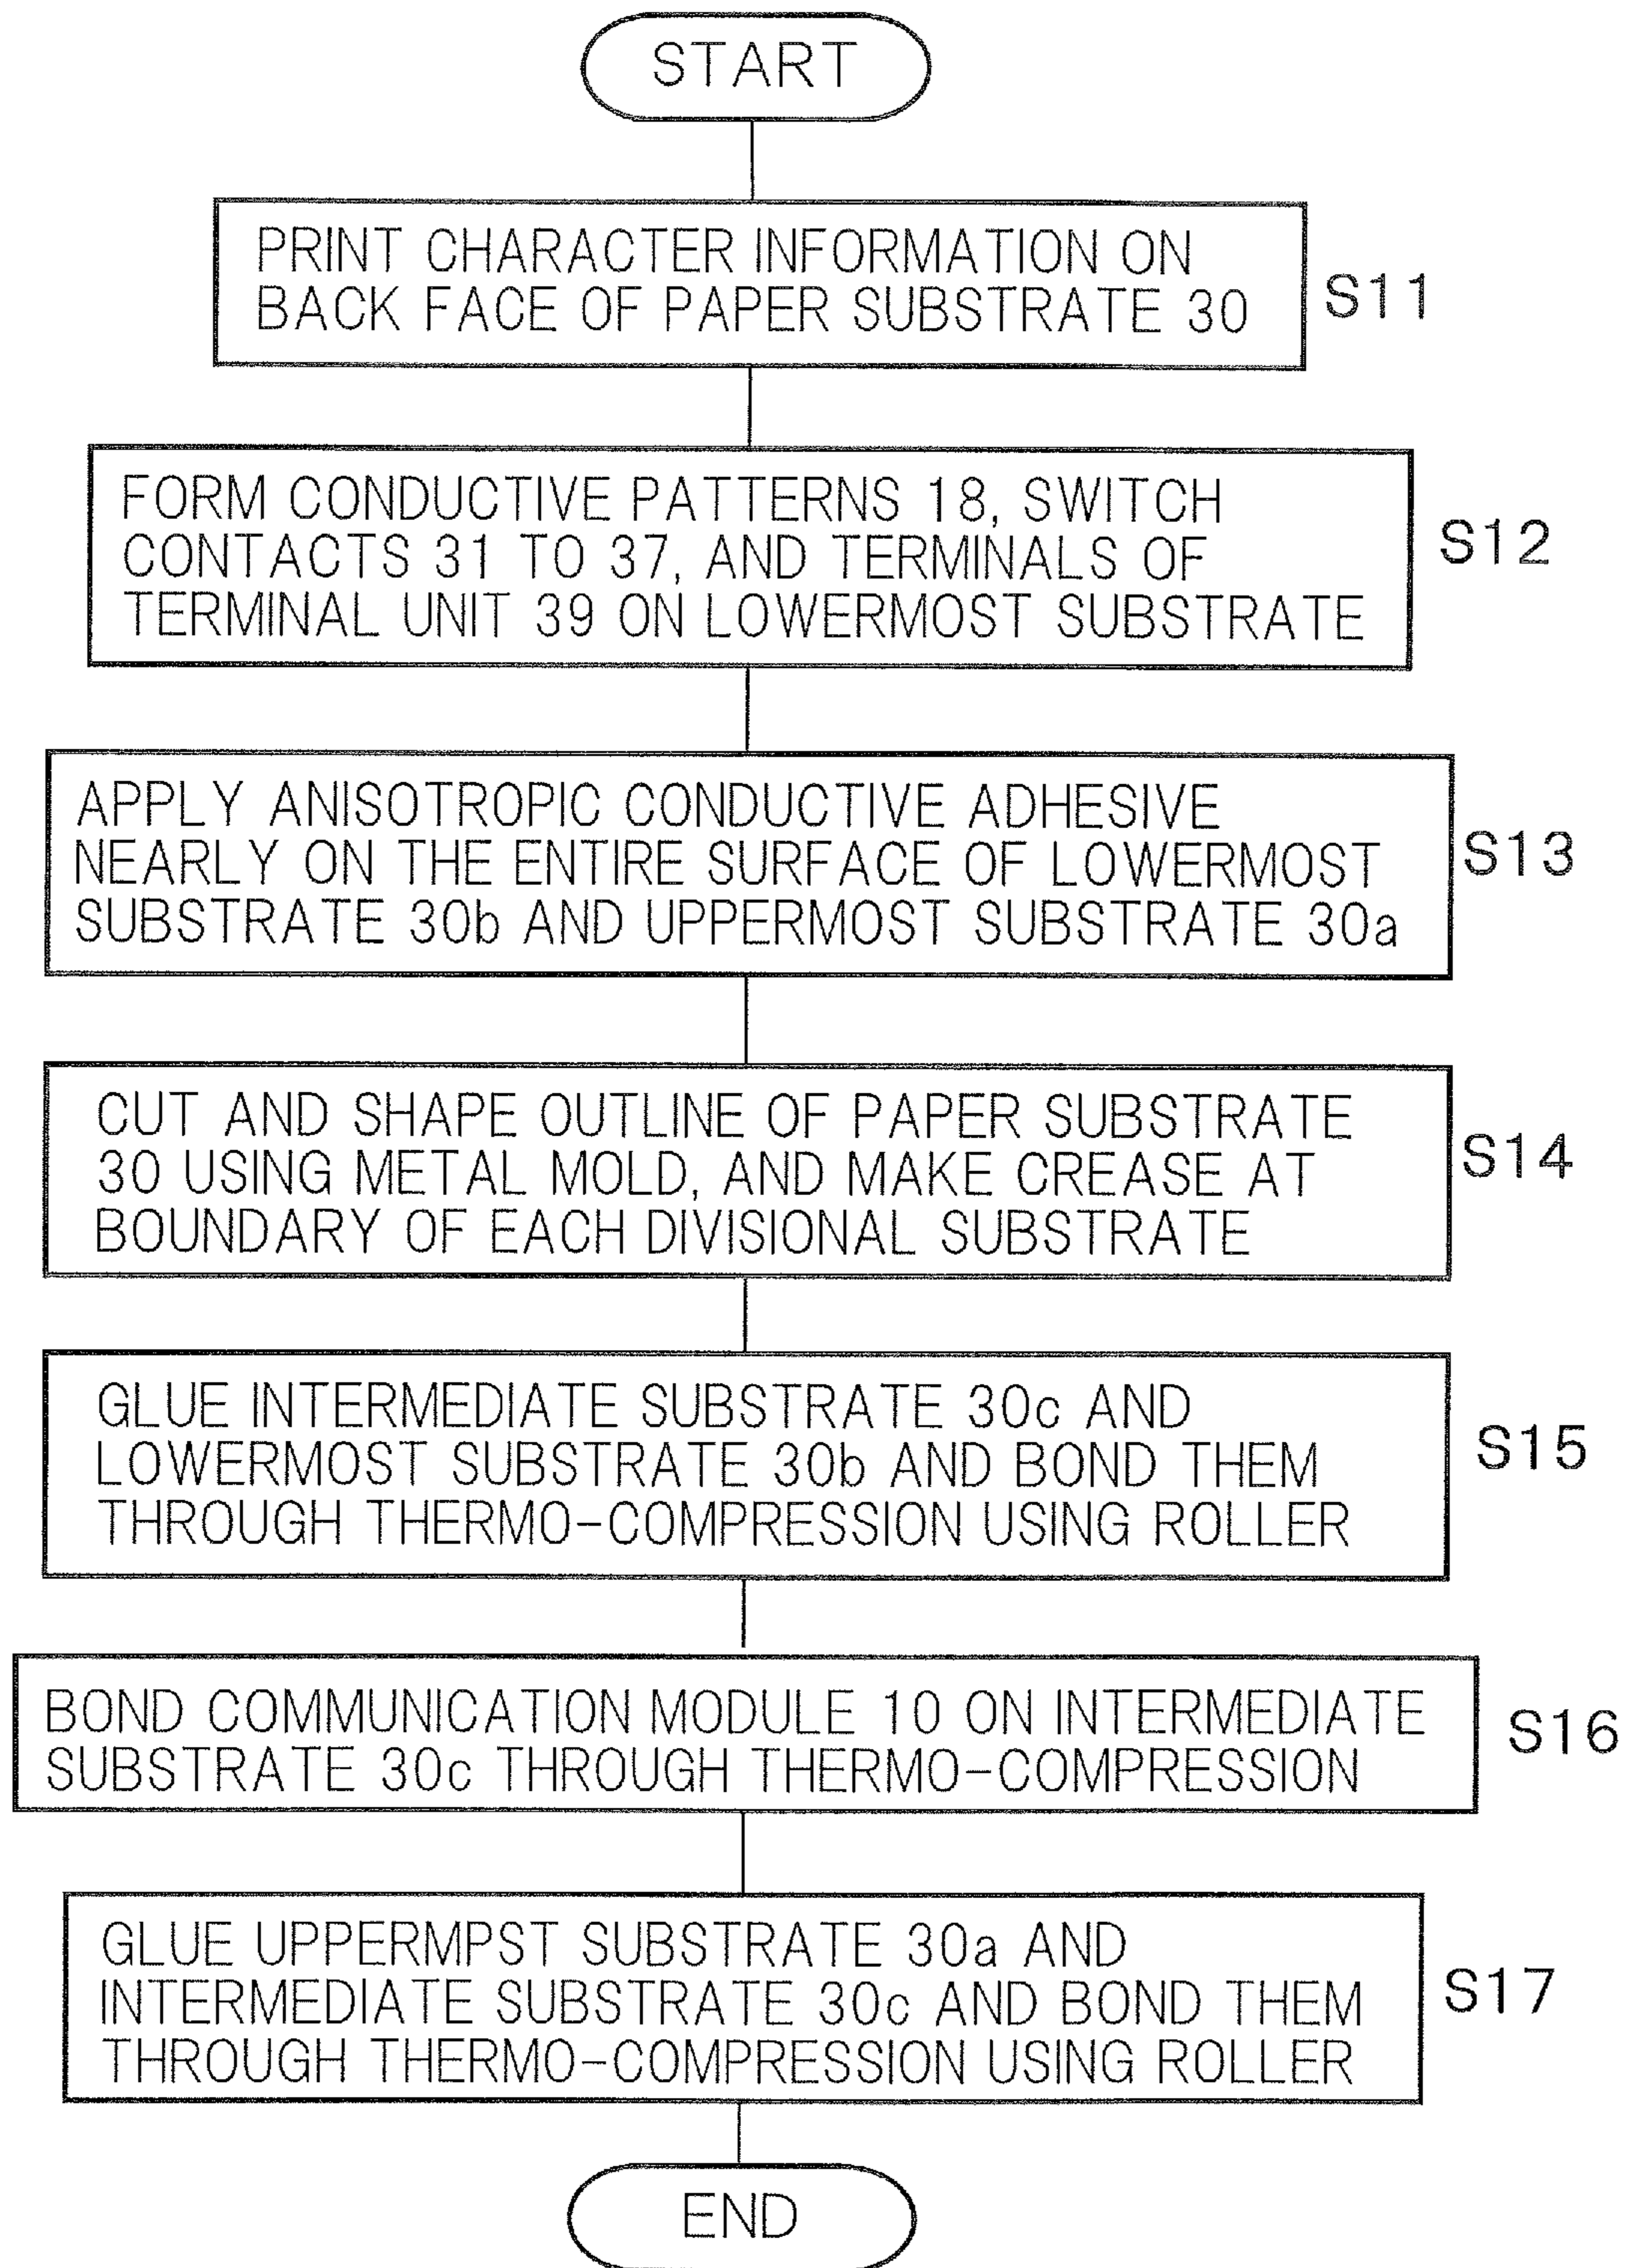 START
PRINT CHARACTER INFORMATION ON
BACK FACE OF PAPER SUBSTRATE 30
S11
FORM CONDUCTIVE PATTERNS 18, SWITCH
CONTACTS 31 TO 37, AND TERMINALS OF
TERMINAL UNIT 39 ON LOWERMOST SUBSTRATE
S12
APPLY ANISOTROPIC CONDUCTIVE ADHESIVE
NEARLY ON THE ENTIRE SURFACE OF LOWERMOST
SUBSTRATE 30b AND UPPERMOST SUBSTRATE 30a
S13
CUT AND SHAPE OUTLINE OF PAPER SUBSTRATE
30 USING METAL MOLD, AND MAKE CREASE AT
BOUNDARY OF EACH DIVISIONAL SUBSTRATE
S14
GLUE INTERMEDIATE SUBSTRATE 30c AND
LOWERMOST SUBSTRATE 30b AND BOND THEM
THROUGH THERMO-COMPRESSION USING ROLLER
S15
BOND COMMUNICATION MODULE 10 ON INTERMEDIATE
SUBSTRATE 30c THROUGH THERMO-COMPRESSION
S16
GLUE UPPERMPST SUBSTRATE 30a AND
INTERMEDIATE SUBSTRATE 30c AND BOND THEM
THROUGH THERMO-COMPRESSION USING ROLLER
S17
END